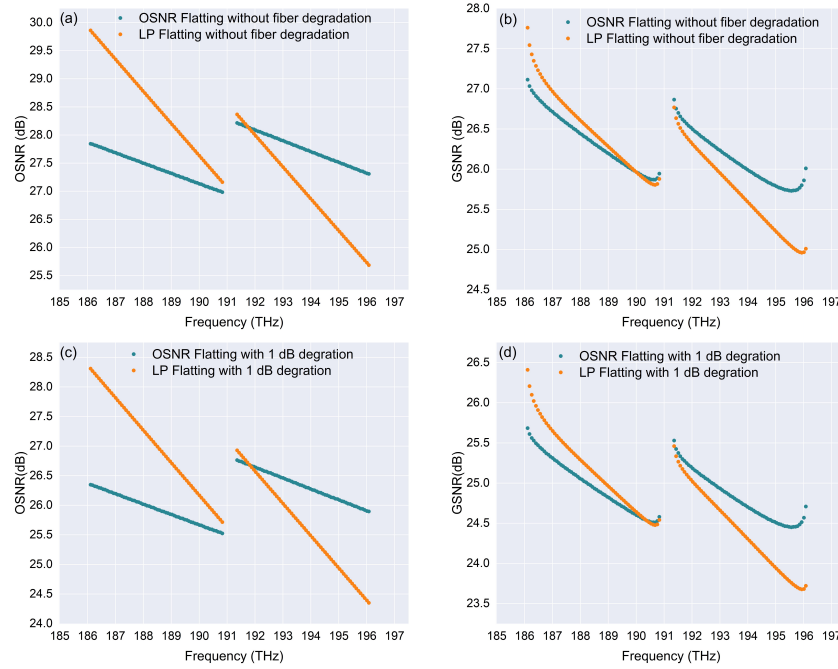 (a)
OSNR Flatting without fiber degradation
LP Flatting without fiber degradation
30.0
29.5
29.0
28.5
28.0
27.5
27.0
26.5
26.0
25.5
OSNR (dB)
185 186 187 188 189 190 191 192 193 194 195 196 197
Frequency (THz)
(b)
OSNR Flatting without fiber degradation
LP Flatting without fiber degradation
28.0
27.5
27.0
26.5
26.0
25.5
25.0
24.5
GSNR (dB)
185 186 187 188 189 190 191 192 193 194 195 196 197
Frequency (THz)
(c)
OSNR Flatting with 1 dB degration
LP Flatting with 1 dB degration
28.5
28.0
27.5
27.0
26.5
26.0
25.5
25.0
24.5
24.0
OSNR(dB)
185 186 187 188 189 190 191 192 193 194 195 196 197
Frequency (THz)
(d)
OSNR Flatting with 1 dB degration
LP Flatting with 1 dB degration
26.5
26.0
25.5
25.0
24.5
24.0
23.5
GSNR(dB)
185 186 187 188 189 190 191 192 193 194 195 196 197
Frequency (THz)